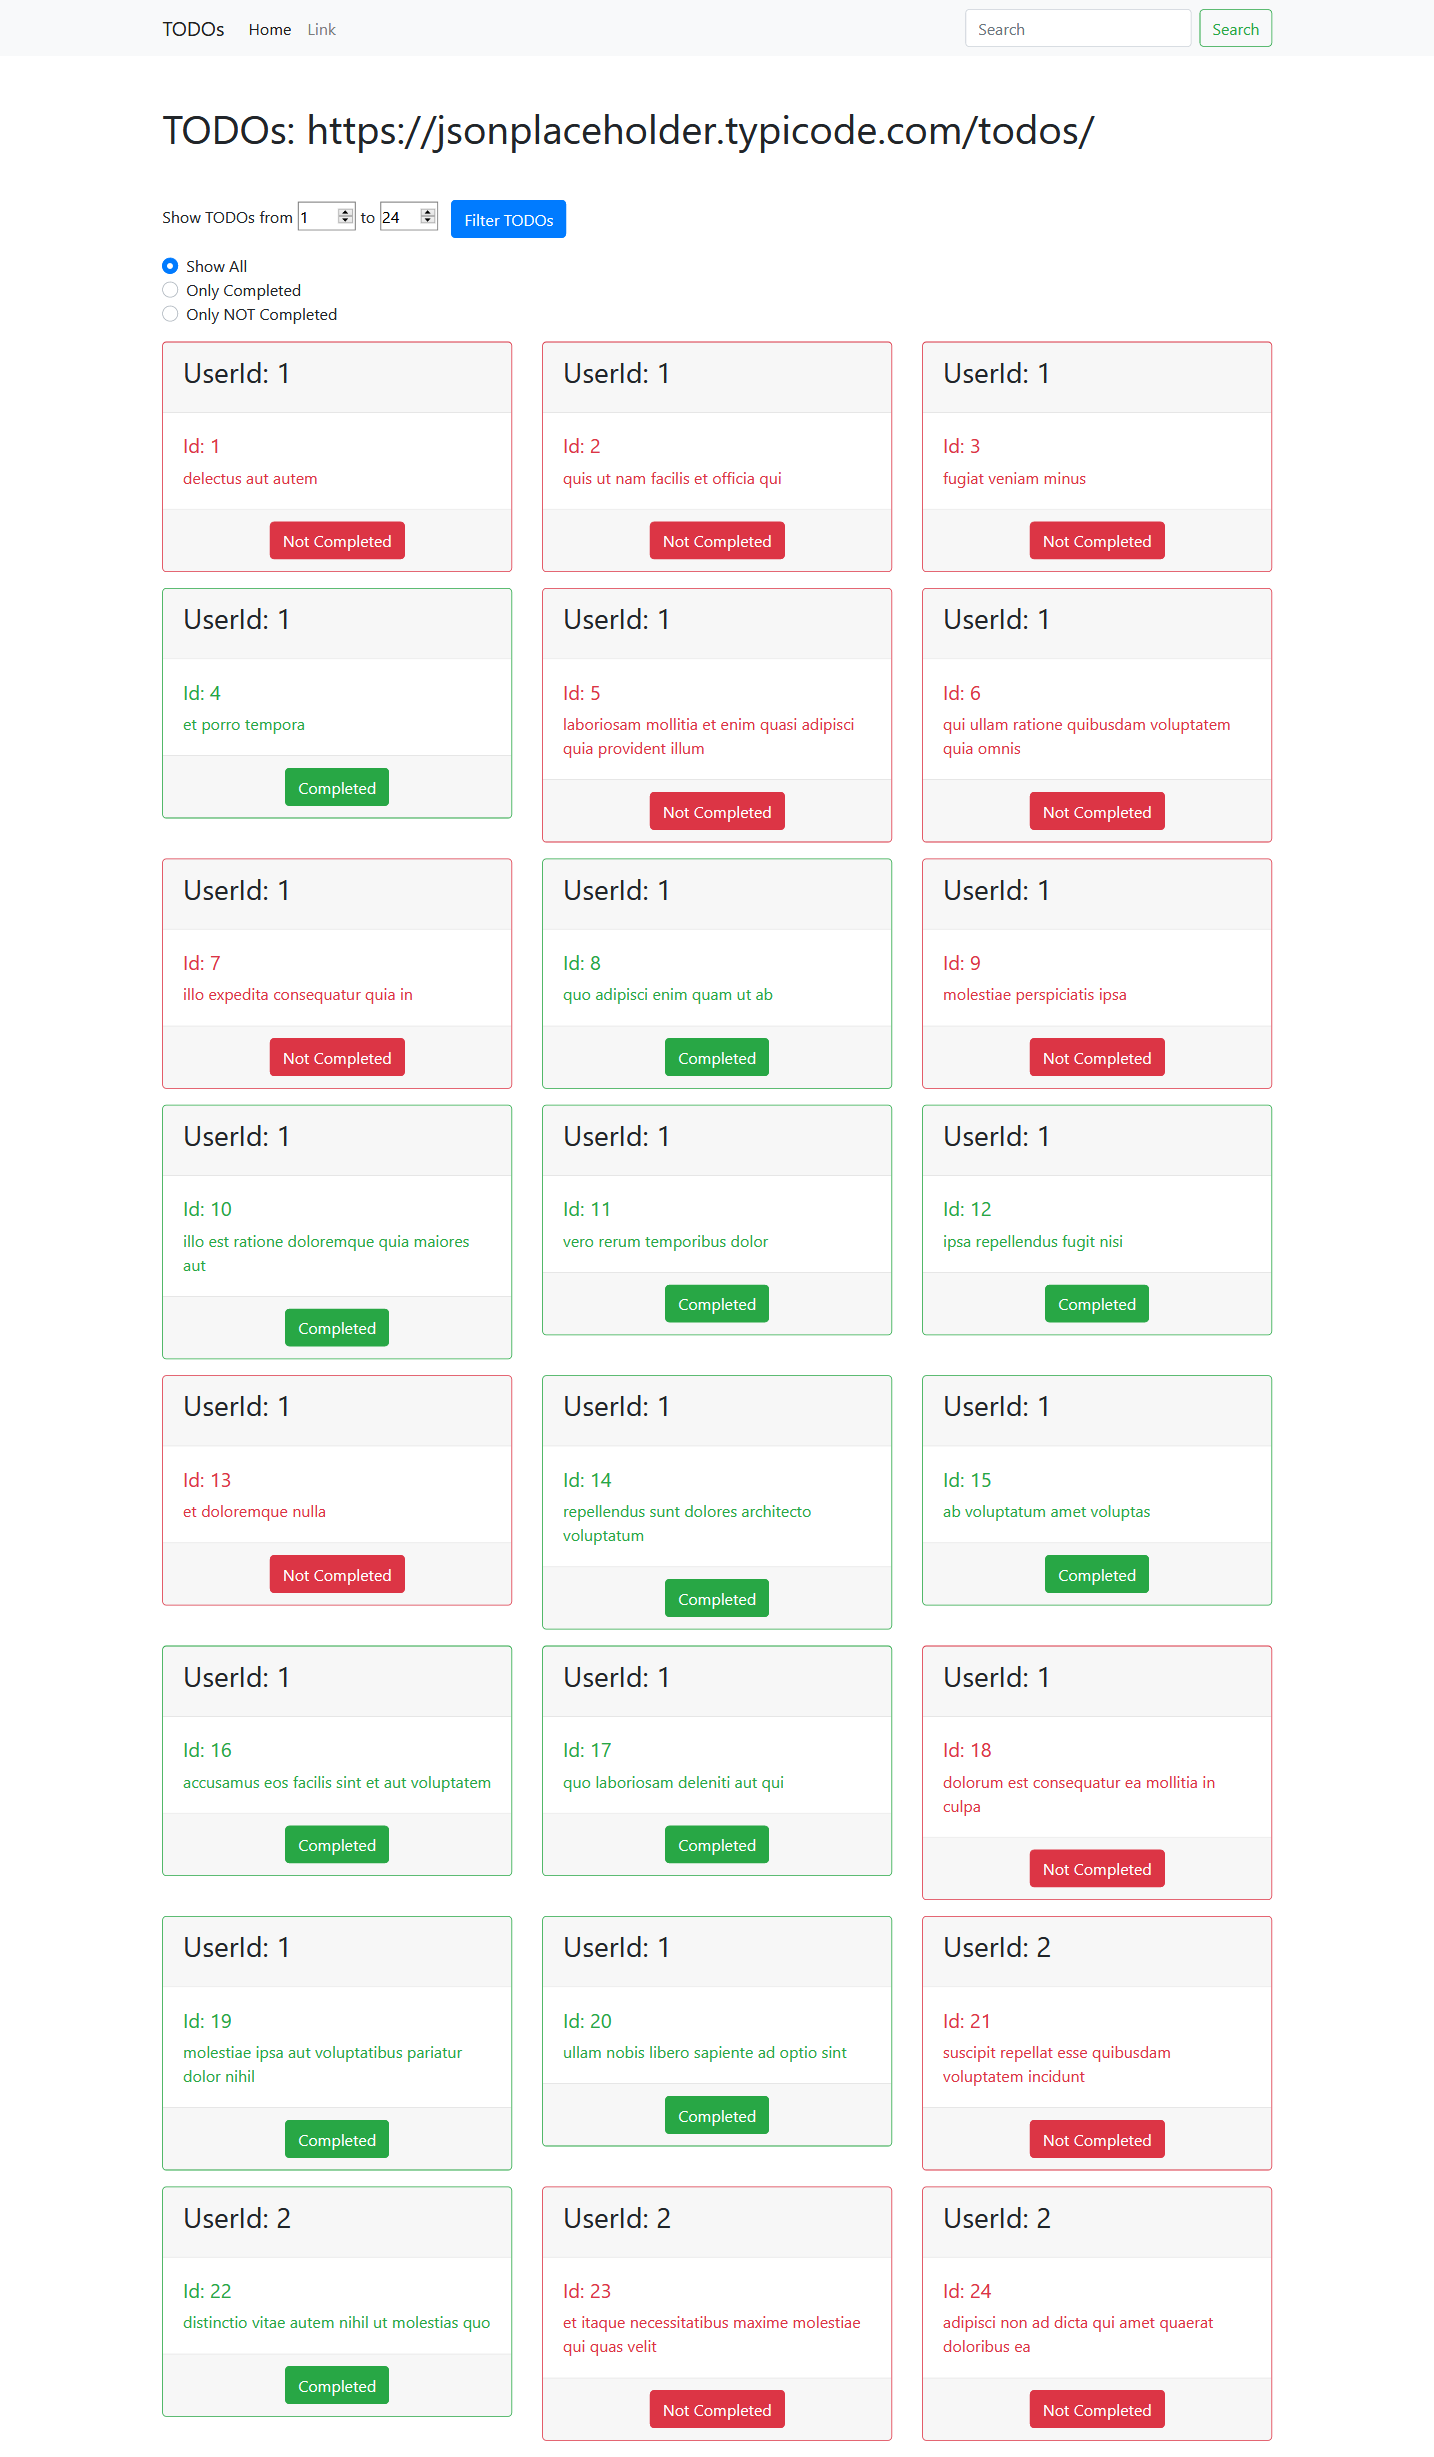 TODOs Home Link Search Search
TODOs: https://jsonplaceholder.typicode.com/todos/
Show TODOs from 1 to 24 Filter TODOs
Show All
Only Completed
Only NOT Completed
UserId: 1
Id: 1
delectus aut autem
Not Completed
UserId: 1
Id: 2
quis ut nam facilis et officia qui
Not Completed
UserId: 1
Id: 3
fugiat veniam minus
Not Completed
UserId: 1
Id: 4
et porro tempora
Completed
UserId: 1
Id: 5
laboriosam mollitia et enim quasi adipisci
quia provident illum
Not Completed
UserId: 1
Id: 6
qui ullam ratione quibusdam voluptatem
quia omnis
Not Completed
UserId: 1
Id: 7
illo expedita consequatur quia in
Not Completed
UserId: 1
Id: 8
quo adipisci enim quam ut ab
Completed
UserId: 1
Id: 9
molestiae perspiciatis ipsa
Not Completed
UserId: 1
Id: 10
illo est ratione doloremque quia maiores
aut
Completed
UserId: 1
Id: 11
vero rerum temporibus dolor
Completed
UserId: 1
Id: 12
ipsa repellendus fugit nisi
Completed
UserId: 1
Id: 13
et doloremque nulla
Not Completed
UserId: 1
Id: 14
repellendus sunt dolores architecto
voluptatum
Completed
UserId: 1
Id: 15
ab voluptatum amet voluptas
Completed
UserId: 1
Id: 16
accusamus eos facilis sint et aut voluptatem
Completed
UserId: 1
Id: 17
quo laboriosam deleniti aut qui
Completed
UserId: 1
Id: 18
dolorum est consequatur ea mollitia in
culpa
Not Completed
UserId: 1
Id: 19
molestiae ipsa aut voluptatibus pariatur
dolor nihil
Completed
UserId: 1
Id: 20
ullam nobis libero sapiente ad optio sint
Completed
UserId: 2
Id: 21
suscipit repellat esse quibusdam
voluptatem incidunt
Not Completed
UserId: 2
Id: 22
distinctio vitae autem nihil ut molestias quo
Completed
UserId: 2
Id: 23
et itaque necessitatibus maxime molestiae
qui quas velit
Not Completed
UserId: 2
Id: 24
adipisci non ad dicta qui amet quaerat
doloribus ea
Not Completed